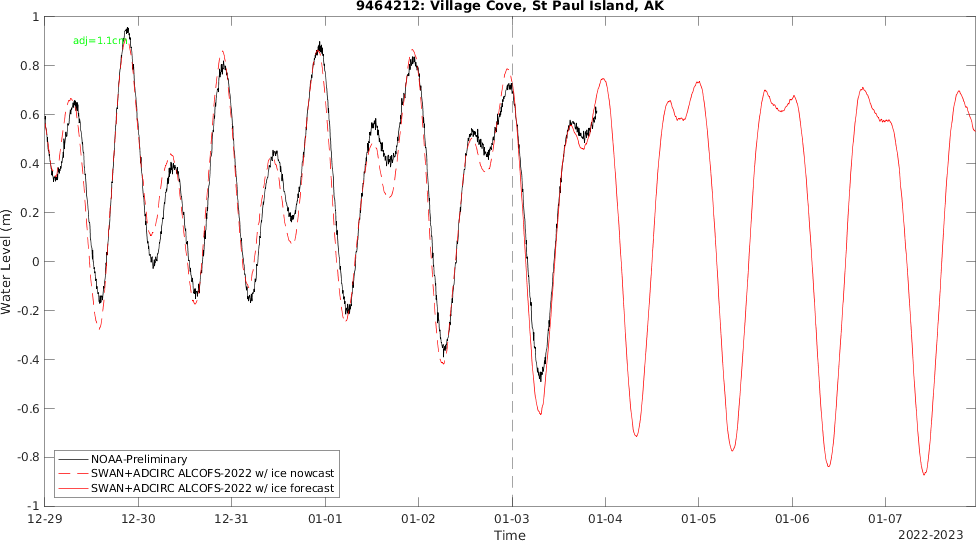 9464212: Village Cove, St Paul Island, AK
adj=1.1cm
1
0.8
0.6
0.4
0.2
0
-0.2
-0.4
-0.6
-0.8
-1
Water Level (m)
NOAA-Preliminary
SWAN+ADCIRC ALCOFS-2022 w/ ice nowcast
SWAN+ADCIRC ALCOFS-2022 w/ ice forecast
12-29 12-30 12-31 01-01 01-02 01-03 01-04 01-05 01-06 01-07
Time
2022-2023